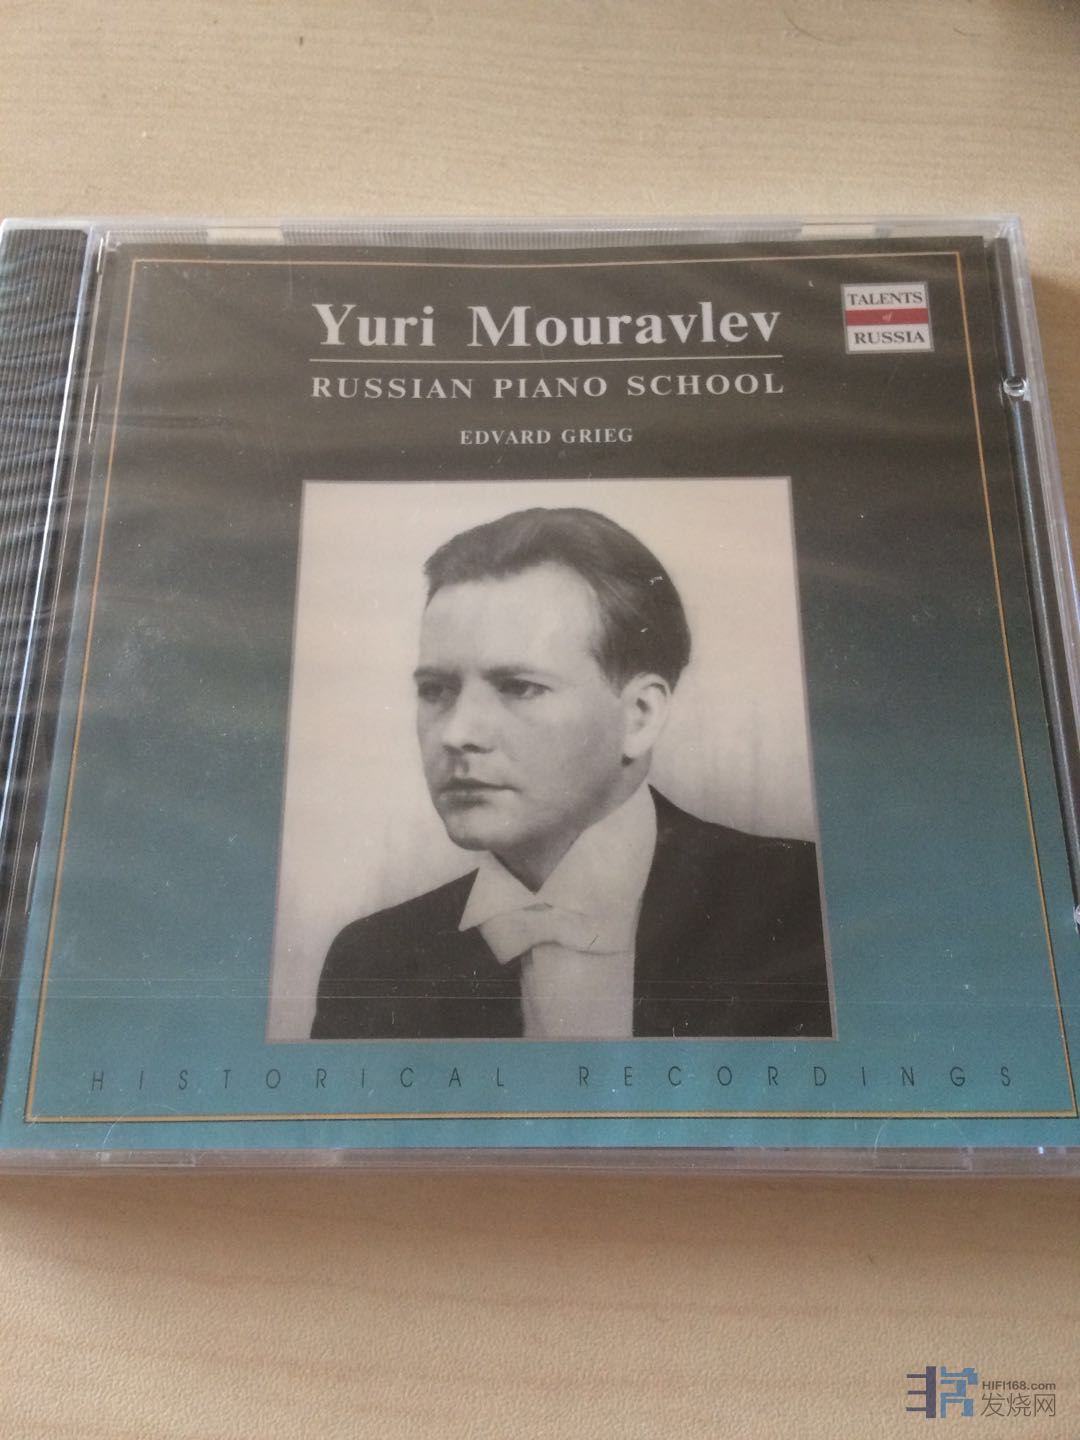 Yuri Mouravlev
TALENTS
of
RUSSIA
RUSSIAN PIANO SCHOOL
EDVARD GRIEG
HISTORICAL RECORDINGS
HIFI168.com
发烧网